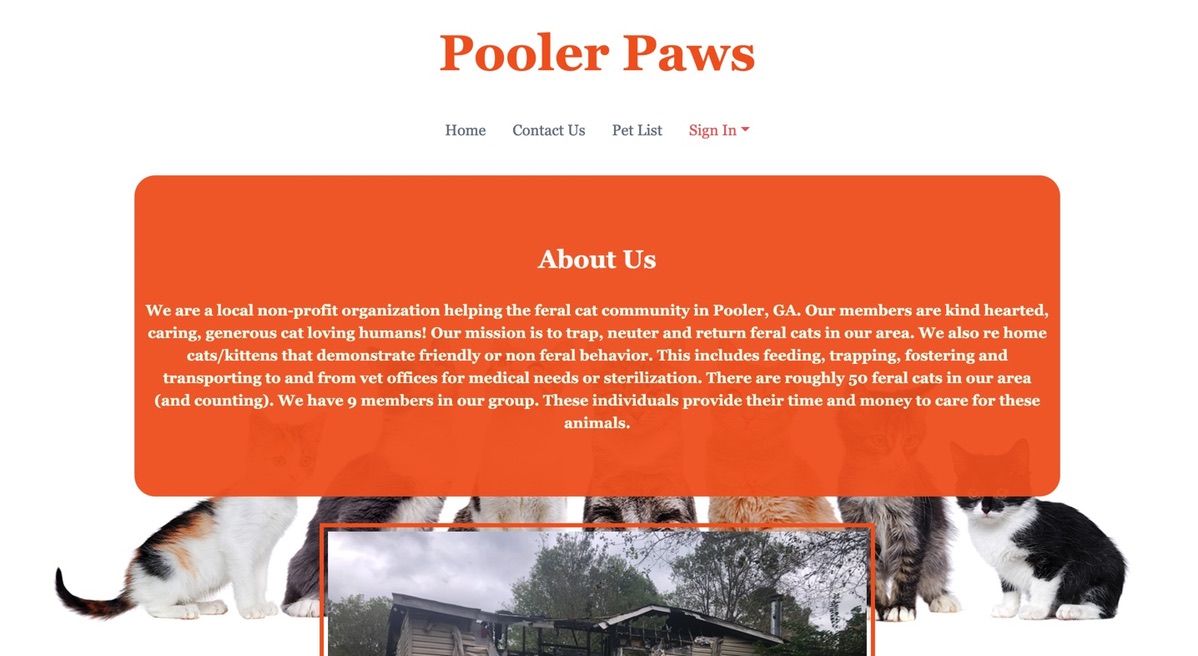 Pooler Paws
Home Contact Us Pet List Sign In
About Us
We are a local non-profit organization helping the feral cat community in Pooler, GA. Our members are kind hearted,
caring, generous cat loving humans! Our mission is to trap, neuter and return feral cats in our area. We also re home
cats/kittens that demonstrate friendly or non feral behavior. This includes feeding, trapping, fostering and
transporting to and from vet offices for medical needs or sterilization. There are roughly 50 feral cats in our area
(and counting). We have 9 members in our group. These individuals provide their time and money to care for these
animals.